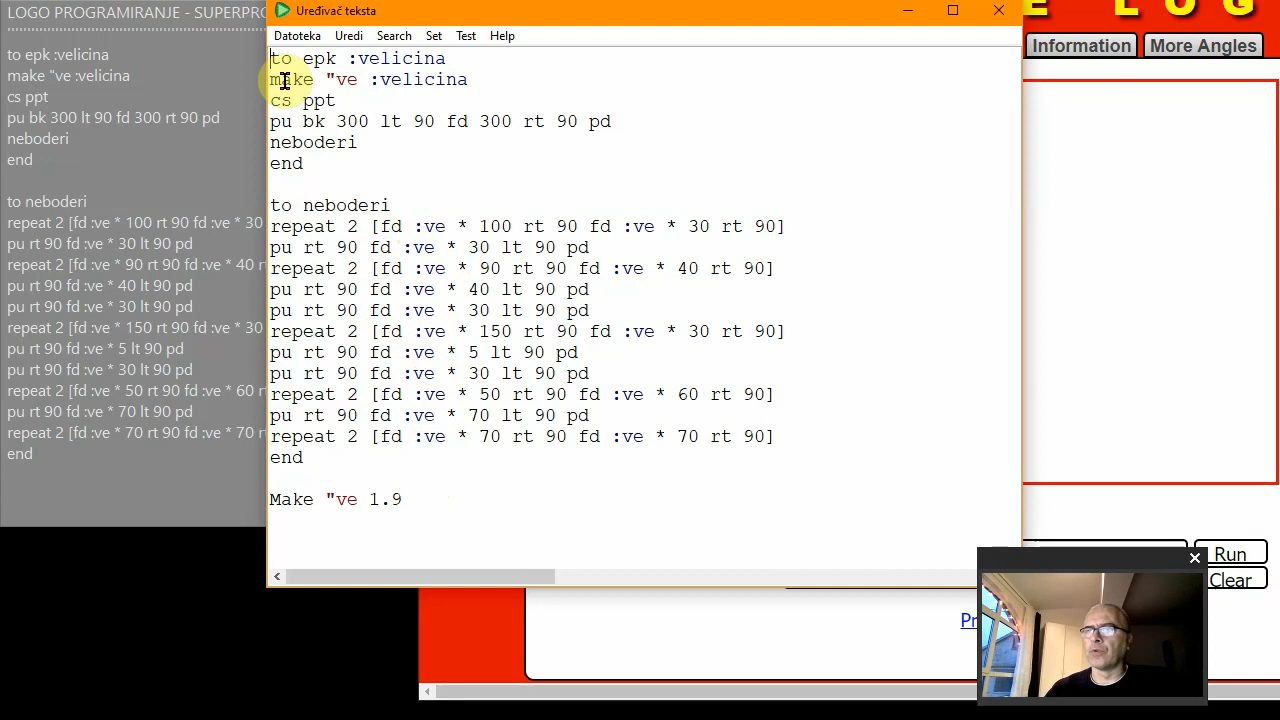 LOGO PROGRAMIRANJE - SUPERPRO
to epk :velicina
make "ve :velicina
cs ppt
pu bk 300 lt 90 fd 300 rt 90 pd
neboderi
end
to neboderi
repeat 2 [fd :ve * 100 rt 90 fd :ve * 30
pu rt 90 fd :ve * 30 lt 90 pd
repeat 2 [fd :ve * 90 rt 90 fd :ve * 40 rt
pu rt 90 fd :ve * 40 lt 90 pd
pu rt 90 fd :ve * 30 lt 90 pd
repeat 2 [fd :ve * 150 rt 90 fd :ve * 30
pu rt 90 fd :ve * 5 lt 90 pd
pu rt 90 fd :ve * 30 lt 90 pd
repeat 2 [fd :ve * 50 rt 90 fd :ve * 60 rt
pu rt 90 fd :ve * 70 lt 90 pd
repeat 2 [fd :ve * 70 rt 90 fd :ve * 70 rt
end
Uređivač teksta
Datoteka Uredi Search Set Test Help
to epk :velicina
make "ve :velicina
cs ppt
pu bk 300 lt 90 fd 300 rt 90 pd
neboderi
end
to neboderi
repeat 2 [fd :ve * 100 rt 90 fd :ve * 30 rt 90]
pu rt 90 fd :ve * 30 lt 90 pd
repeat 2 [fd :ve * 90 rt 90 fd :ve * 40 rt 90]
pu rt 90 fd :ve * 40 lt 90 pd
pu rt 90 fd :ve * 30 lt 90 pd
repeat 2 [fd :ve * 150 rt 90 fd :ve * 30 rt 90]
pu rt 90 fd :ve * 5 lt 90 pd
pu rt 90 fd :ve * 30 lt 90 pd
repeat 2 [fd :ve * 50 rt 90 fd :ve * 60 rt 90]
pu rt 90 fd :ve * 70 lt 90 pd
repeat 2 [fd :ve * 70 rt 90 fd :ve * 70 rt 90]
end
Make "ve 1.9
E LOG
Information More Angles
Run
Clear
Pr